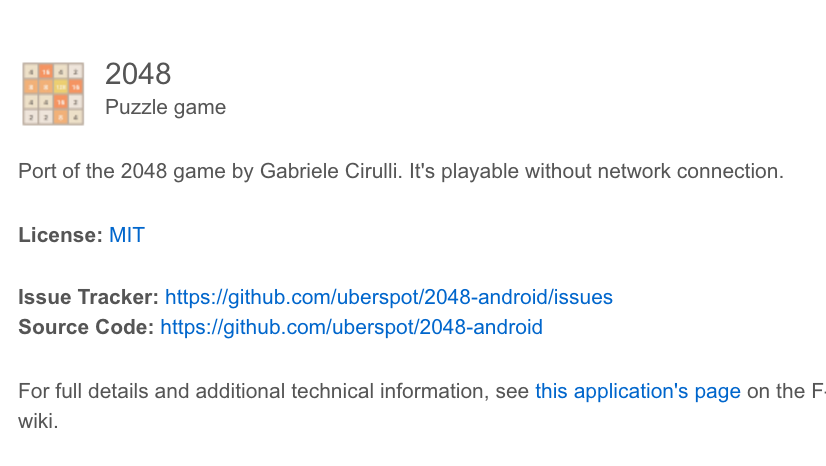 2048
Puzzle game
Port of the 2048 game by Gabriele Cirulli. It's playable without network connection.
License: MIT
Issue Tracker: https://github.com/uberspot/2048-android/issues
Source Code: https://github.com/uberspot/2048-android
For full details and additional technical information, see this application's page on the F-
wiki.